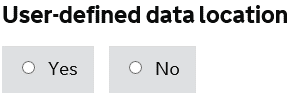 User-defined data location
Yes No